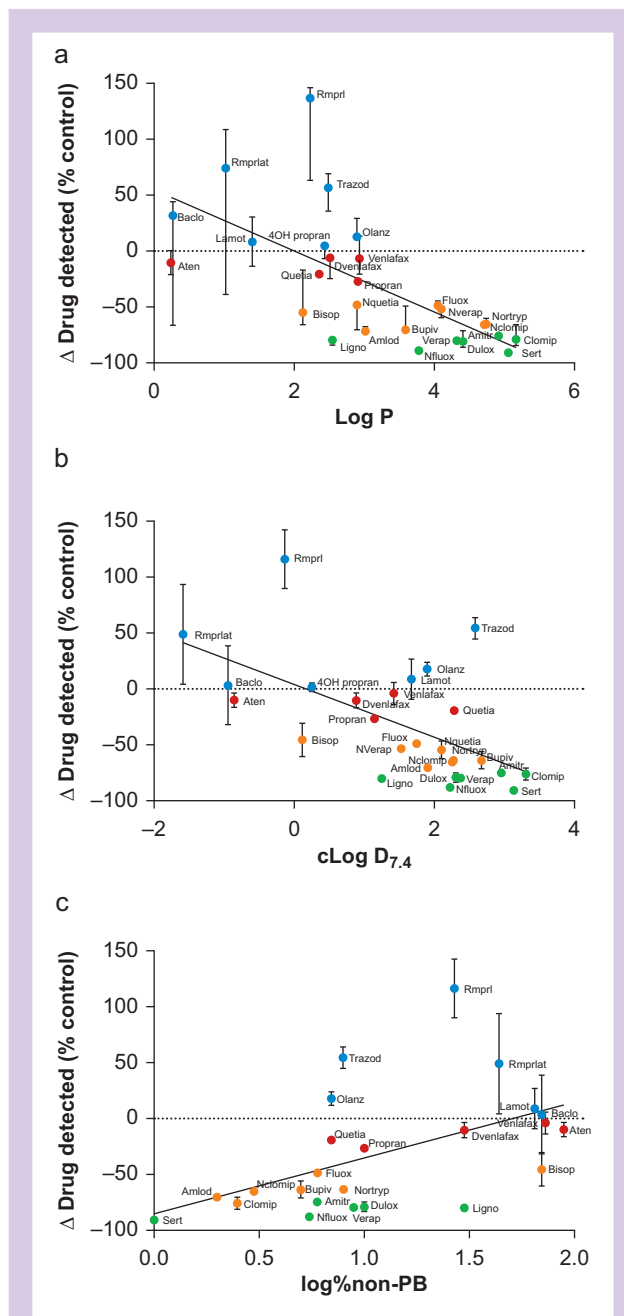 a
Δ Drug detected (% control)
150
100
50
0
–50
–100
Rmprl
Rmprlat
Trazod
Baclo
Lamot
4OH propran
Olanz
Aten
Quetia
Dvenlafax
Venlafax
Propran
Bisop
Nquetia
Fluox
Nverap
Nortryp
Ligno
Amlod
Bupiv
Verap
Amitr
Nclomip
Clomip
Nfluox
Dulox
Sert
0
2
4
6
Log P
b
Δ Drug detected (% control)
150
100
50
0
–50
–100
Rmprl
Rmprlat
Trazod
Baclo
4OH propran
Olanz
Lamot
Aten
Dvenlafax
Venlafax
Propran
Quetia
Bisop
Fluox
NVerap
Nquetia
Nortryp
Nclomip
Bupiv
Amlod
Amitr
Ligno
Dulox
Verap
Clomip
Nfluox
Sert
–2
0
2
4
cLog D7.4
c
Δ Drug detected (% control)
150
100
50
0
–50
–100
Rmprl
Trazod
Rmprlat
Olanz
Lamot
Baclo
Venlafax
Quetia
Propran
Dvenlafax
Aten
Fluox
Bisop
Amlod
Nclomip
Bupiv
Nortryp
Clomip
Amitr
Dulox
Ligno
Sert
Nfluox
Verap
0
0.5
1.0
1.5
2.0
log%non-PB